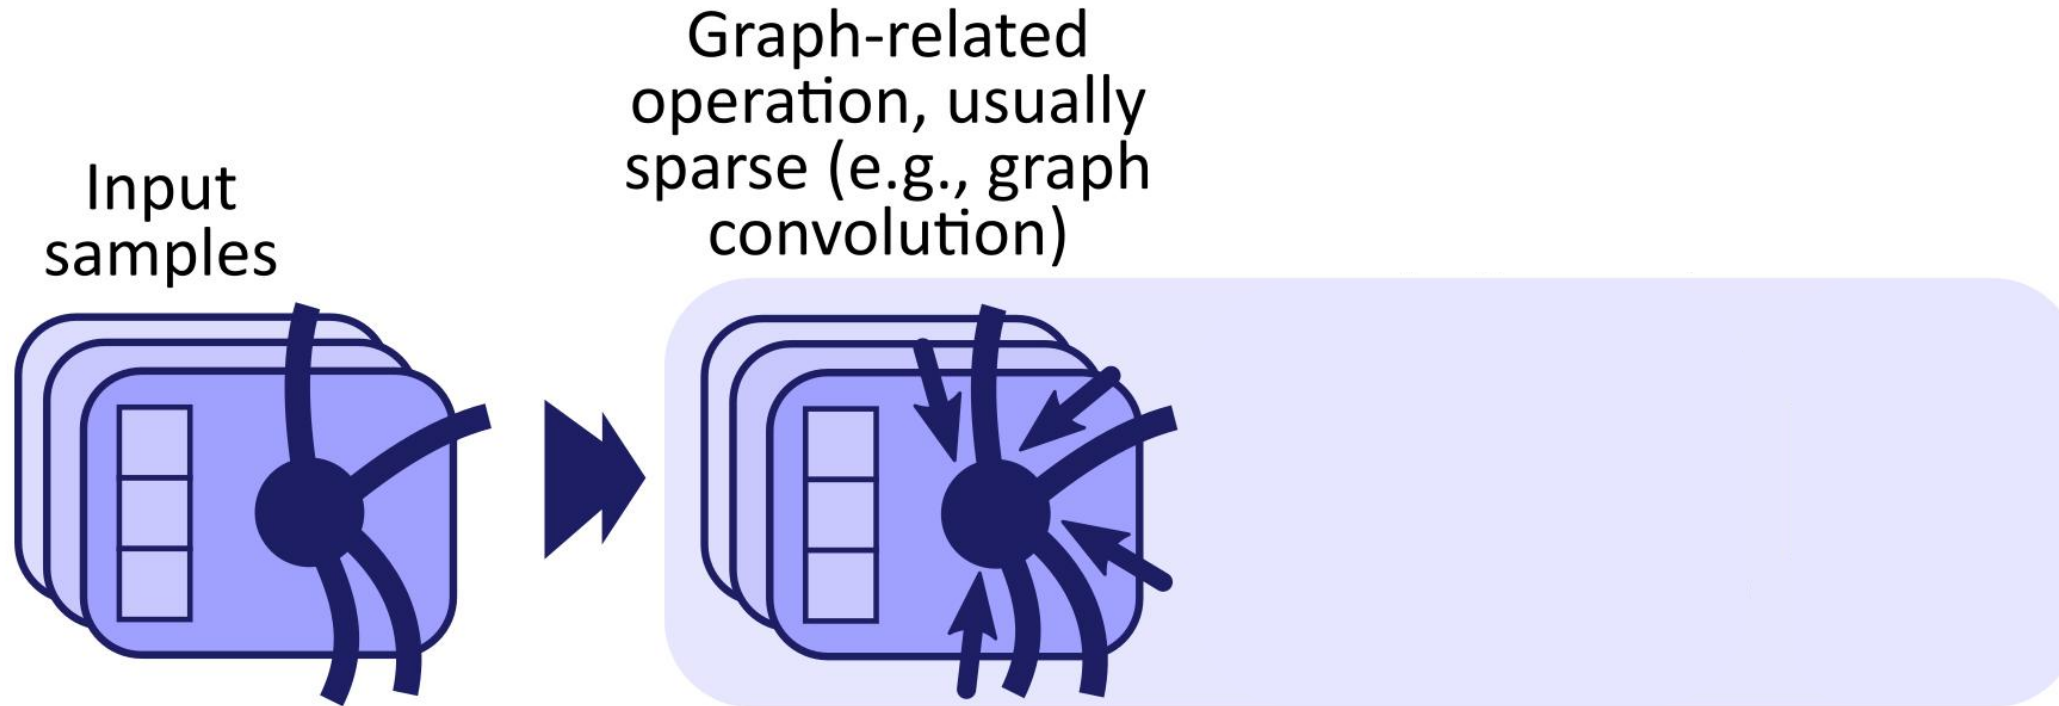 Input
samples
Graph-related
operation, usually
sparse (e.g., graph
convolution)